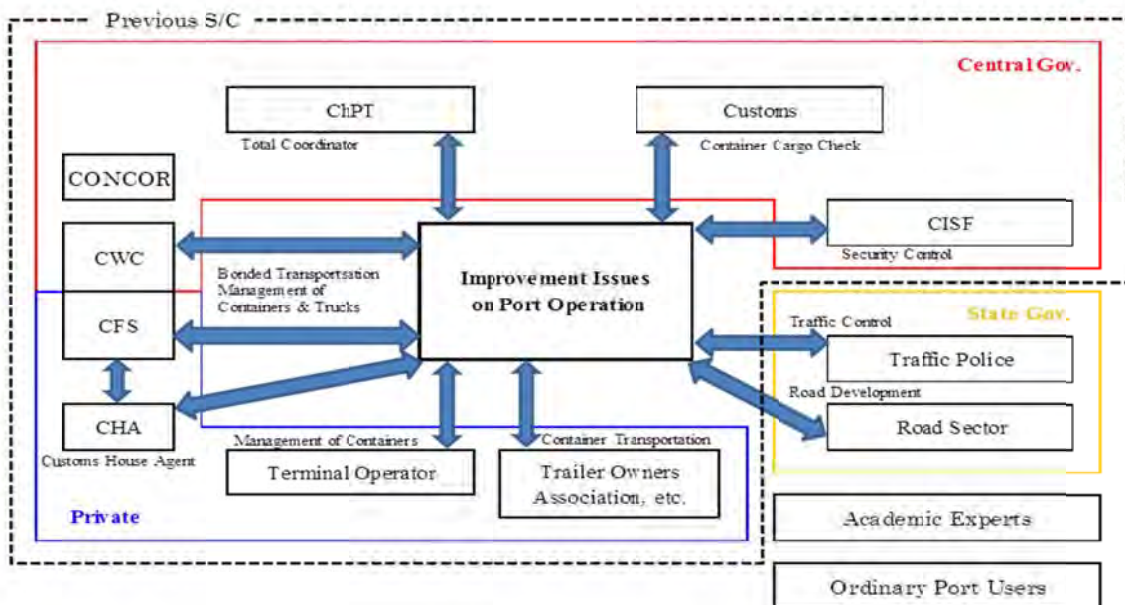 Previous S/C
Central Gov.
ChPT
Customs
Total Coordinator
Container Cargo Check
CONCOR
CISF
CWC
Security Control
Bonded Transportsation
Management of
Containers & Trucks
Improvement Issues
on Port Operation
CFS
State Gov.
Traffic Control
Traffic Police
Road Development
CHA
Road Sector
Customs House Agent
Management of Containers
Container Transportation
Terminal Operator
Trailer Owners
Association, etc.
Private
Academic Experts
Ordinary Port Users